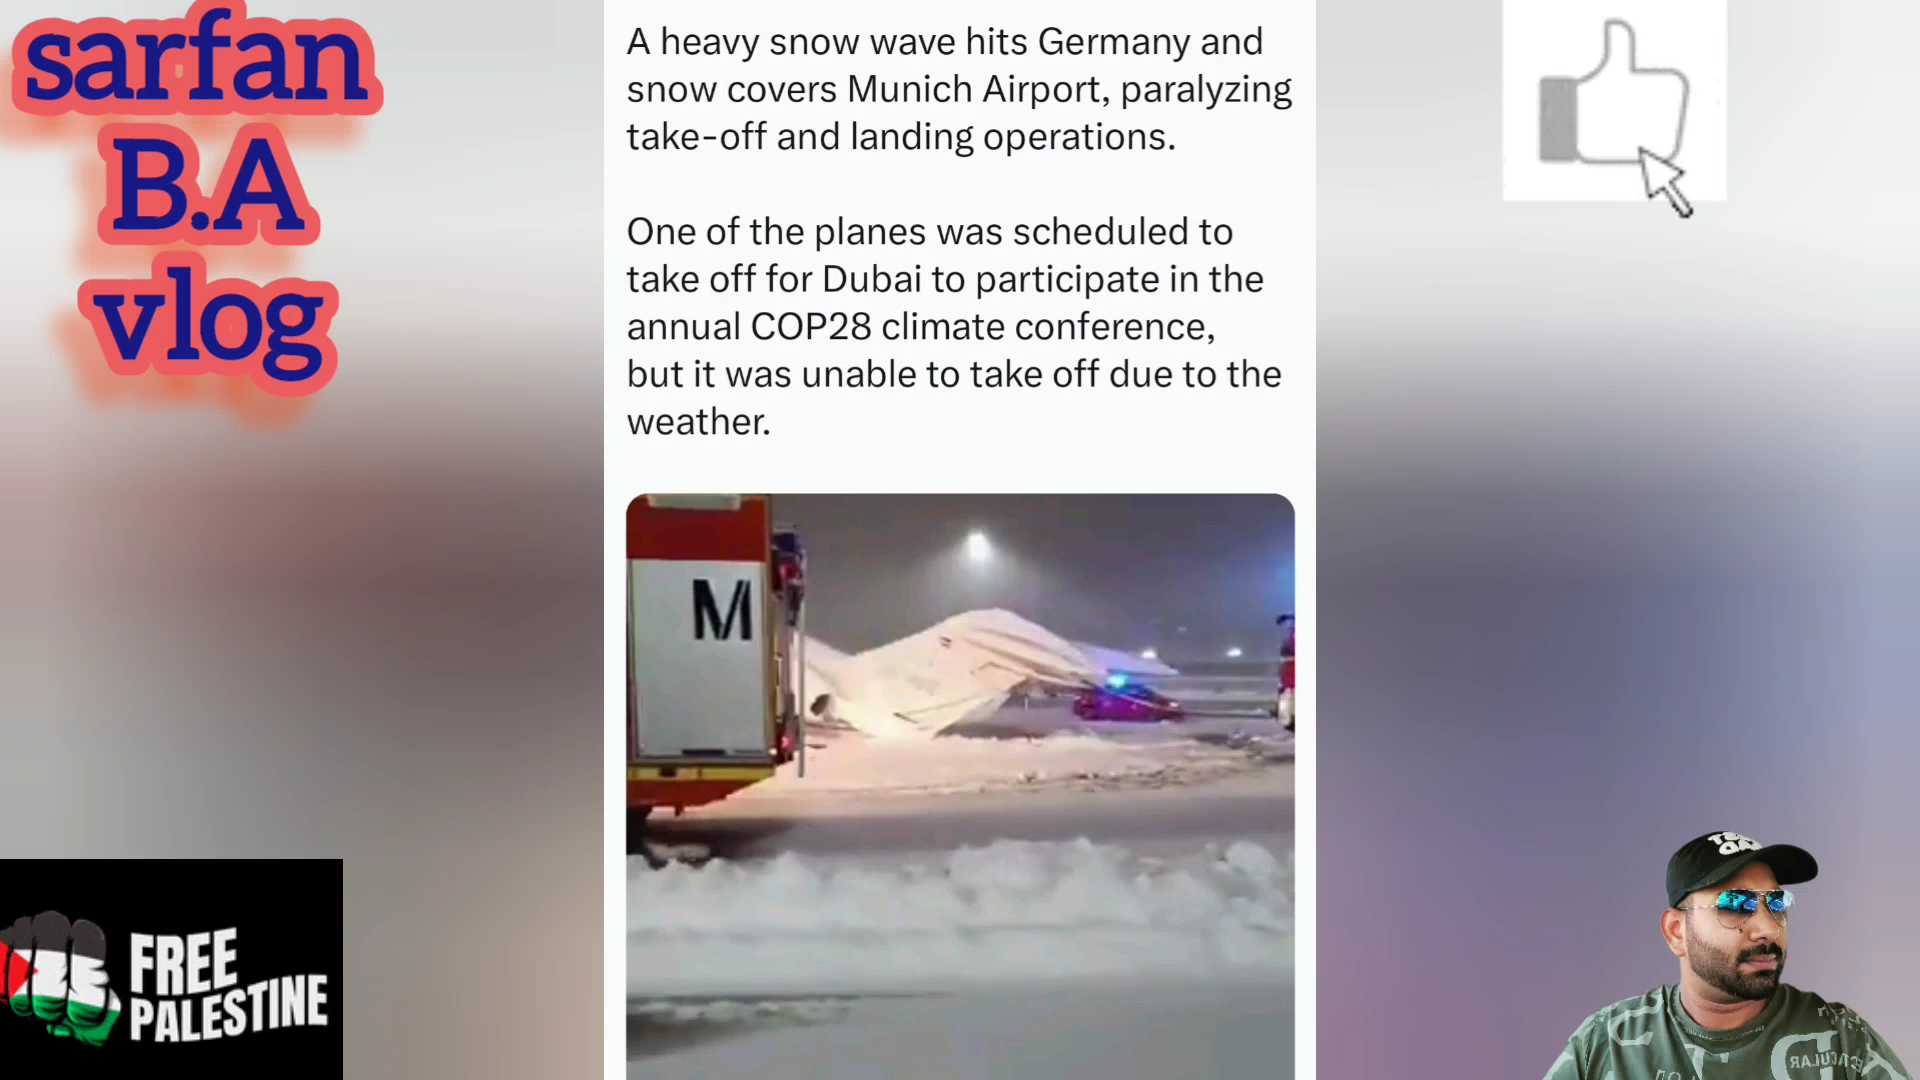 sarfan
B.A
vlog
A heavy snow wave hits Germany and
snow covers Munich Airport, paralyzing
take-off and landing operations.
One of the planes was scheduled to
take off for Dubai to participate in the
annual COP28 climate conference,
but it was unable to take off due to the
weather.
M
FREE
PALESTINE